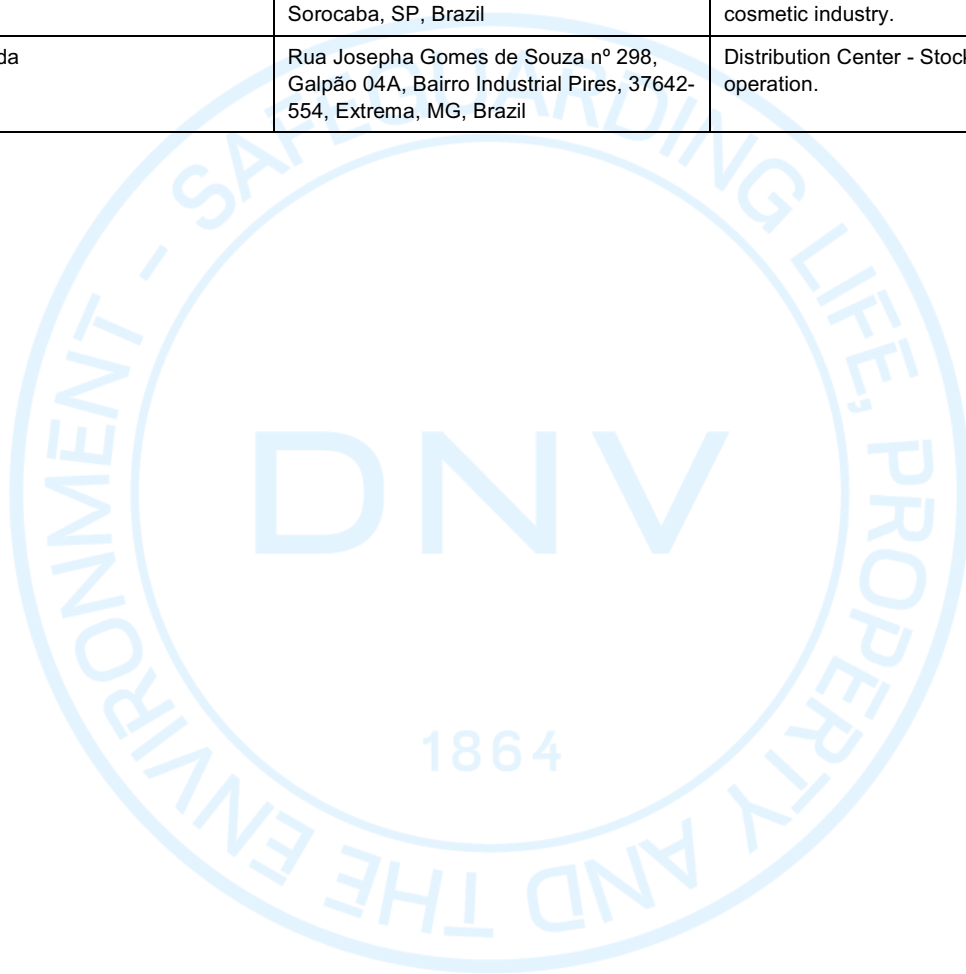 Sorocaba, SP, Brazil
cosmetic industry.
da
Rua Josepha Gomes de Souza nº 298,
Galpão 04A, Bairro Industrial Pires, 37642-
554, Extrema, MG, Brazil
Distribution Center - Stock
operation.
SAFEGUARDING LIFE, PROPERTY AND THE ENVIRONMENT -
DNV
1864